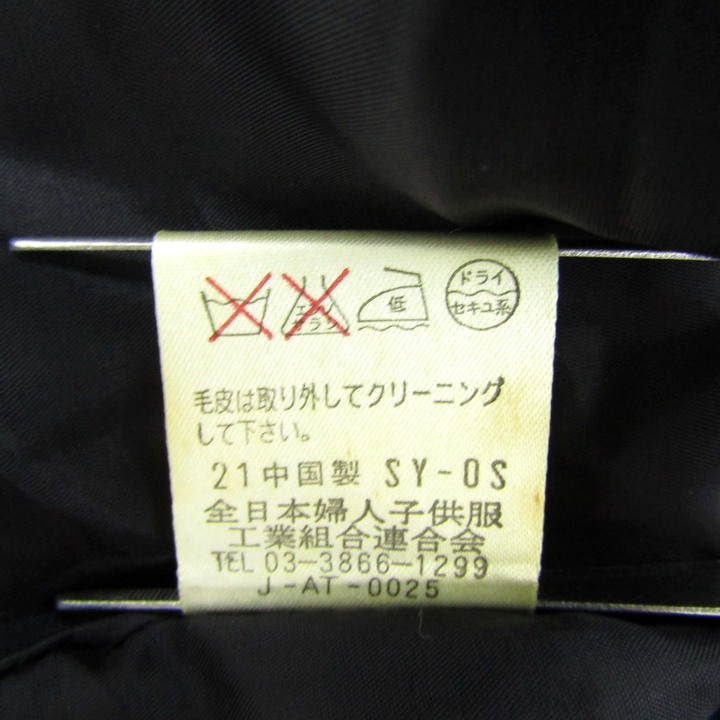 エンソ
サラシ
低
ドライ
セキユ系
毛皮は取り外してクリーニング
して下さい。
21中国製 SY-OS
全日本婦人子供服
工業組合連合会
TEL 03-3866-1299
J-AT-0025